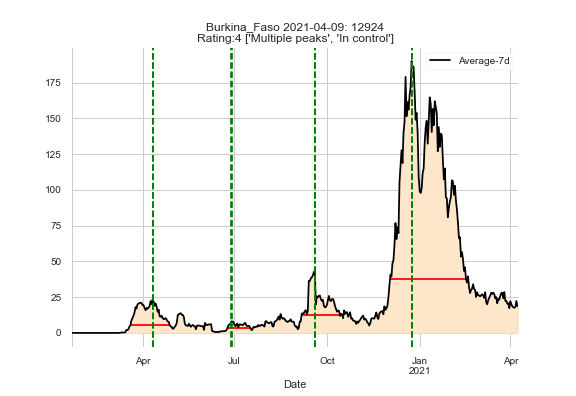 Burkina_Faso 2021-04-09: 12924
Rating:4 ['Multiple peaks', 'In control']
Average-7d
175
150
125
100
75
50
25
0
Apr
Jul
Oct
Jan
2021
Apr
Date